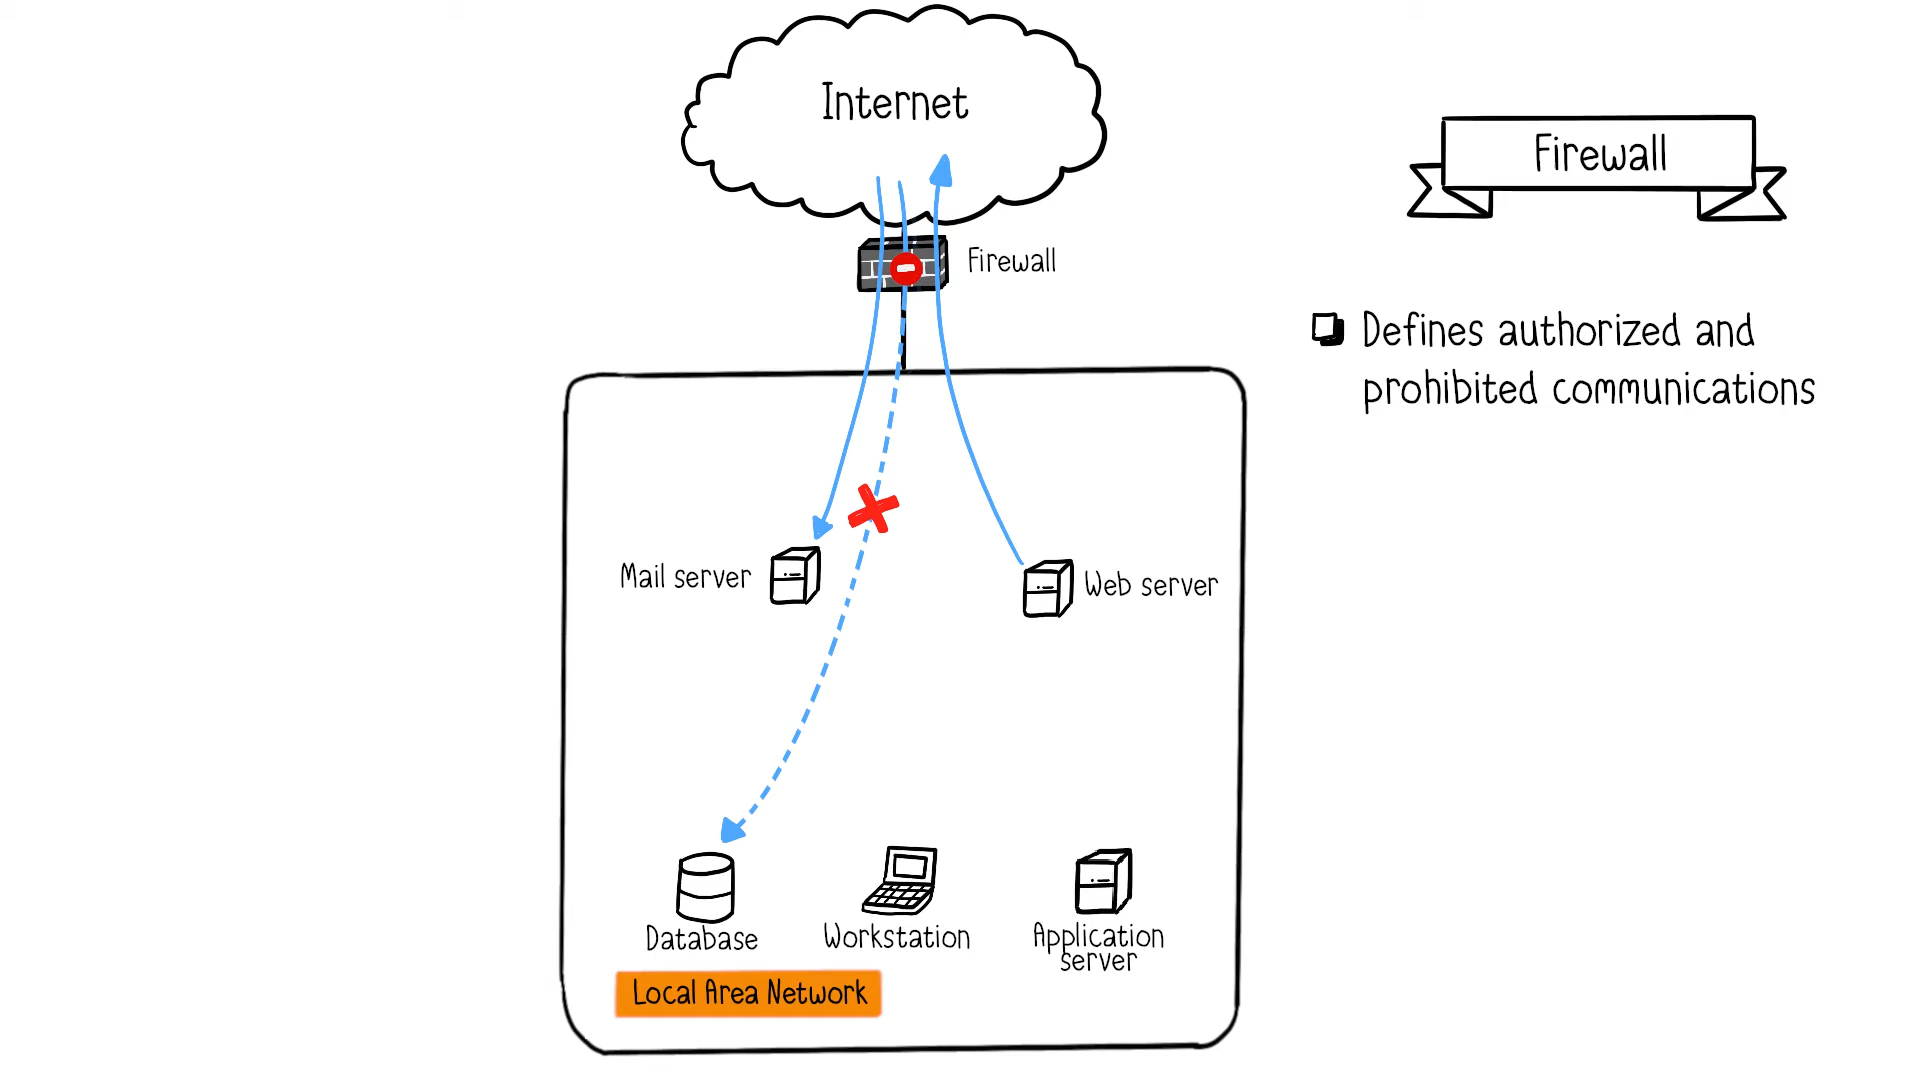 Internet
Firewall
Firewall
Defines authorized and
prohibited communications
Mail server
Web server
Database
Workstation
Application
server
Local Area Network